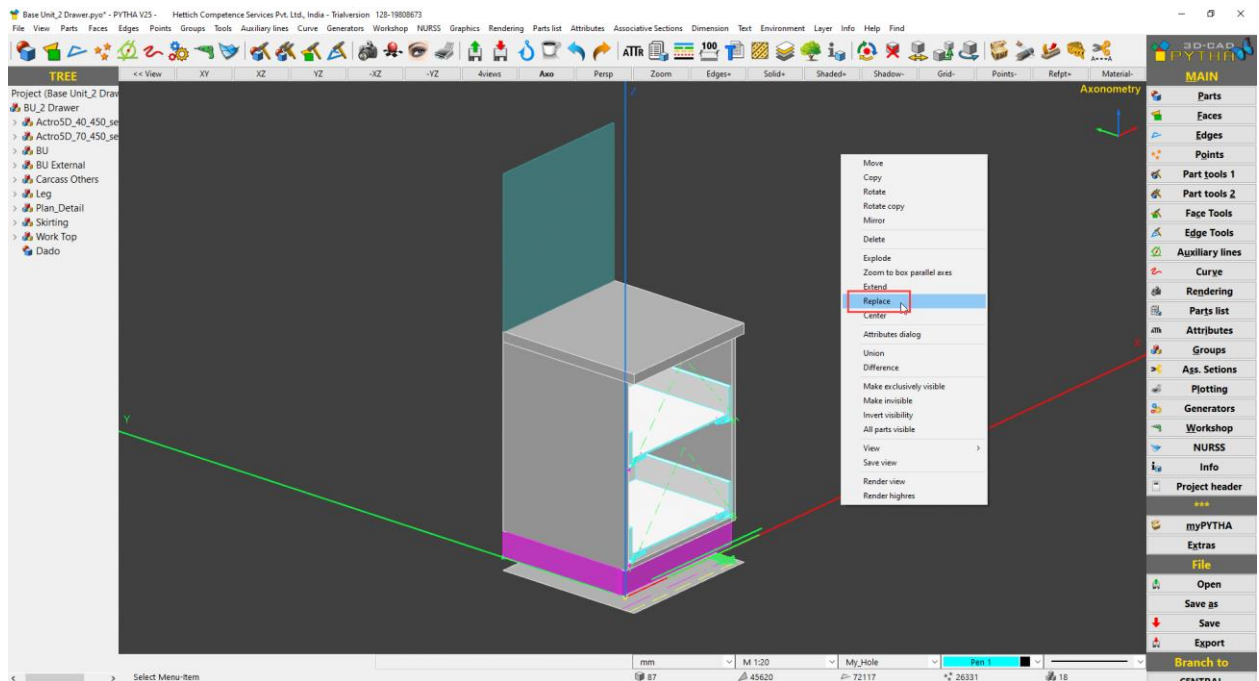 Base Unit_2 Drawer.pyo* - PYTHA V25 - Hettich Competence Services Pvt. Ltd., India - Trialversion 128-19808673
File View Parts Faces Edges Points Groups Tools Auxiliary lines Curve Generators Workshop NURSS Graphics Rendering Parts list Attributes Associative Sections Dimension Text Environment Layer Info Help Find
ATTR 100 3D-CAD PYTHA
TREE << View XY XZ YZ -XZ -YZ 4views Axo Persp Zoom Edges+ Solid+ Shaded+ Shadow- Grid- Points- Refpt+ Material- MAIN
Project (Base Unit_2 Draw
BU_2 Drawer
Actro5D_40_450_se
Actro5D_70_450_se
BU
BU External
Carcass Others
Leg
Plan_Detail
Skirting
Work Top
Dado
Axonometry
Z
X
Y
Move
Copy
Rotate
Rotate copy
Mirror
Delete
Explode
Zoom to box parallel axes
Extend
Replace
Center
Attributes dialog
Union
Difference
Make exclusively visible
Make invisible
Invert visibility
All parts visible
View >
Save view
Render view
Render highres
Parts
Faces
Edges
Points
Part tools 1
Part tools 2
Face Tools
Edge Tools
Auxiliary lines
Curve
Rendering
Parts list
Attributes
Groups
Ass. Setions
Plotting
Generators
Workshop
NURSS
Info
Project header
***
myPYTHA
Extras
File
Open
Save as
Save
Export
Branch to
CENTRAL
mm M 1:20 My_Hole Pen 1
Select Menu-Item 87 45620 72117 26331 18